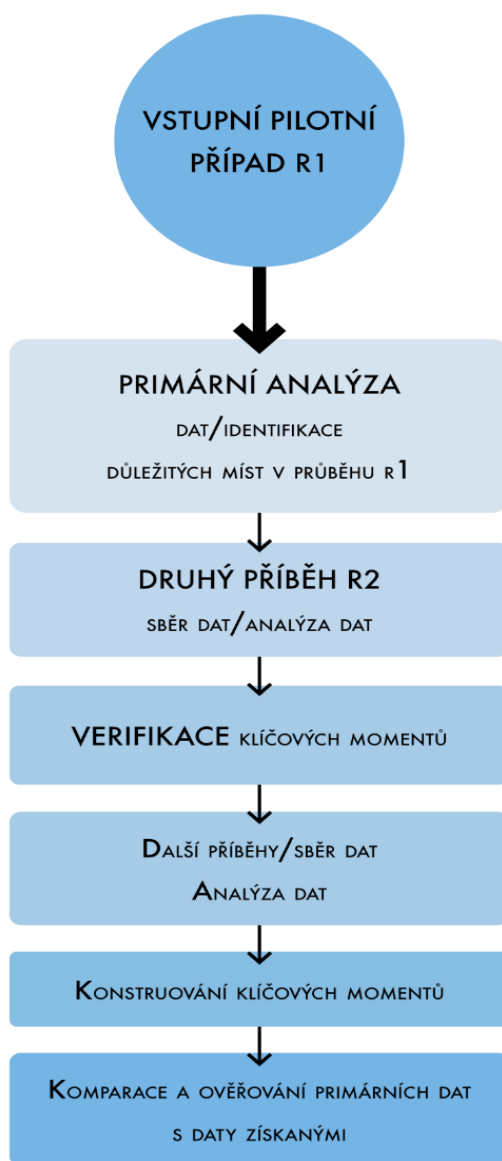 VSTUPNÍ PILOTNÍ
PŘÍPAD R1
PRIMÁRNÍ ANALÝZA
DAT/IDENTIFIKACE
DŮLEŽITÝCH MÍST V PRŮBĚHU R1
DRUHÝ PŘÍBĚH R2
SBĚR DAT/ANALÝZA DAT
VERIFIKACE KLÍČOVÝCH MOMENTŮ
DALŠÍ PŘÍBĚHY/SBĚR DAT
ANALÝZA DAT
KONSTRUOVÁNÍ KLÍČOVÝCH MOMENTŮ
KOMPARACE A OVĚŘOVÁNÍ PRIMÁRNÍCH DAT
S DATY ZÍSKANÝMI